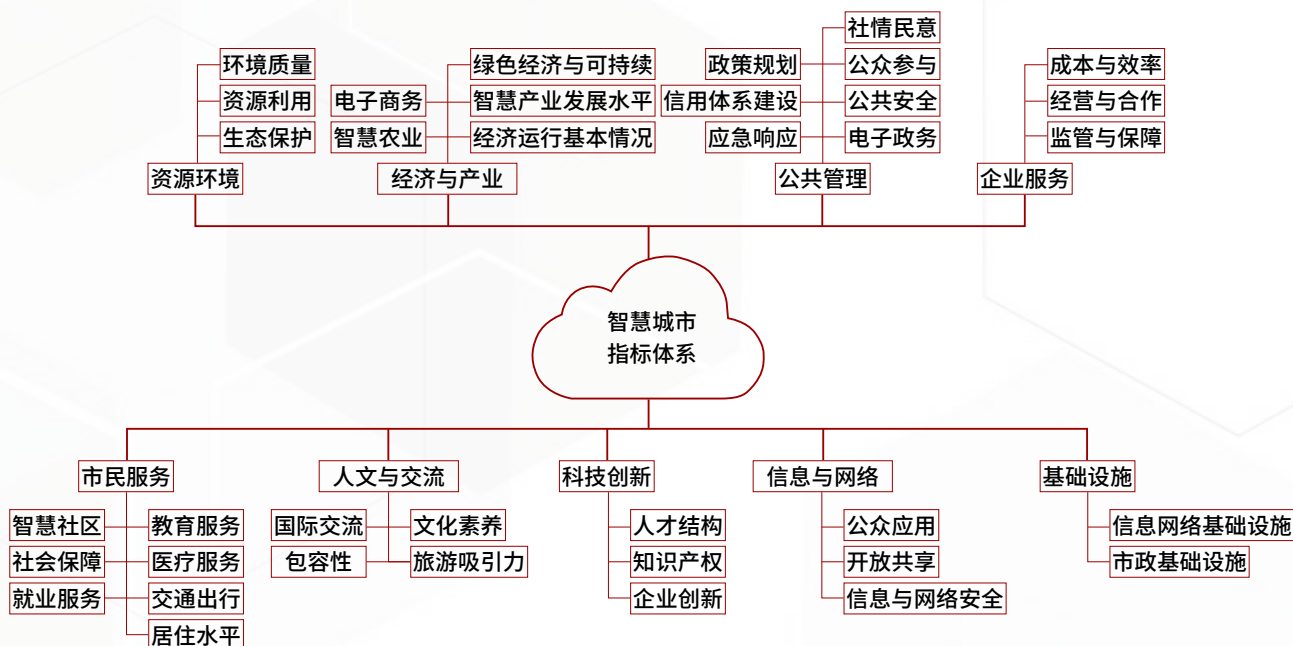 社情民意
环境质量
绿色经济与可持续
政策规划
公众参与
成本与效率
资源利用
电子商务
智慧产业发展水平
信用体系建设
公共安全
经营与合作
生态保护
智慧农业
经济运行基本情况
应急响应
电子政务
监管与保障
资源环境
经济与产业
公共管理
企业服务
智慧城市
指标体系
市民服务
人文与交流
科技创新
信息与网络
基础设施
智慧社区
教育服务
国际交流
文化素养
人才结构
公众应用
信息网络基础设施
社会保障
医疗服务
包容性
旅游吸引力
知识产权
开放共享
市政基础设施
就业服务
交通出行
企业创新
信息与网络安全
居住水平